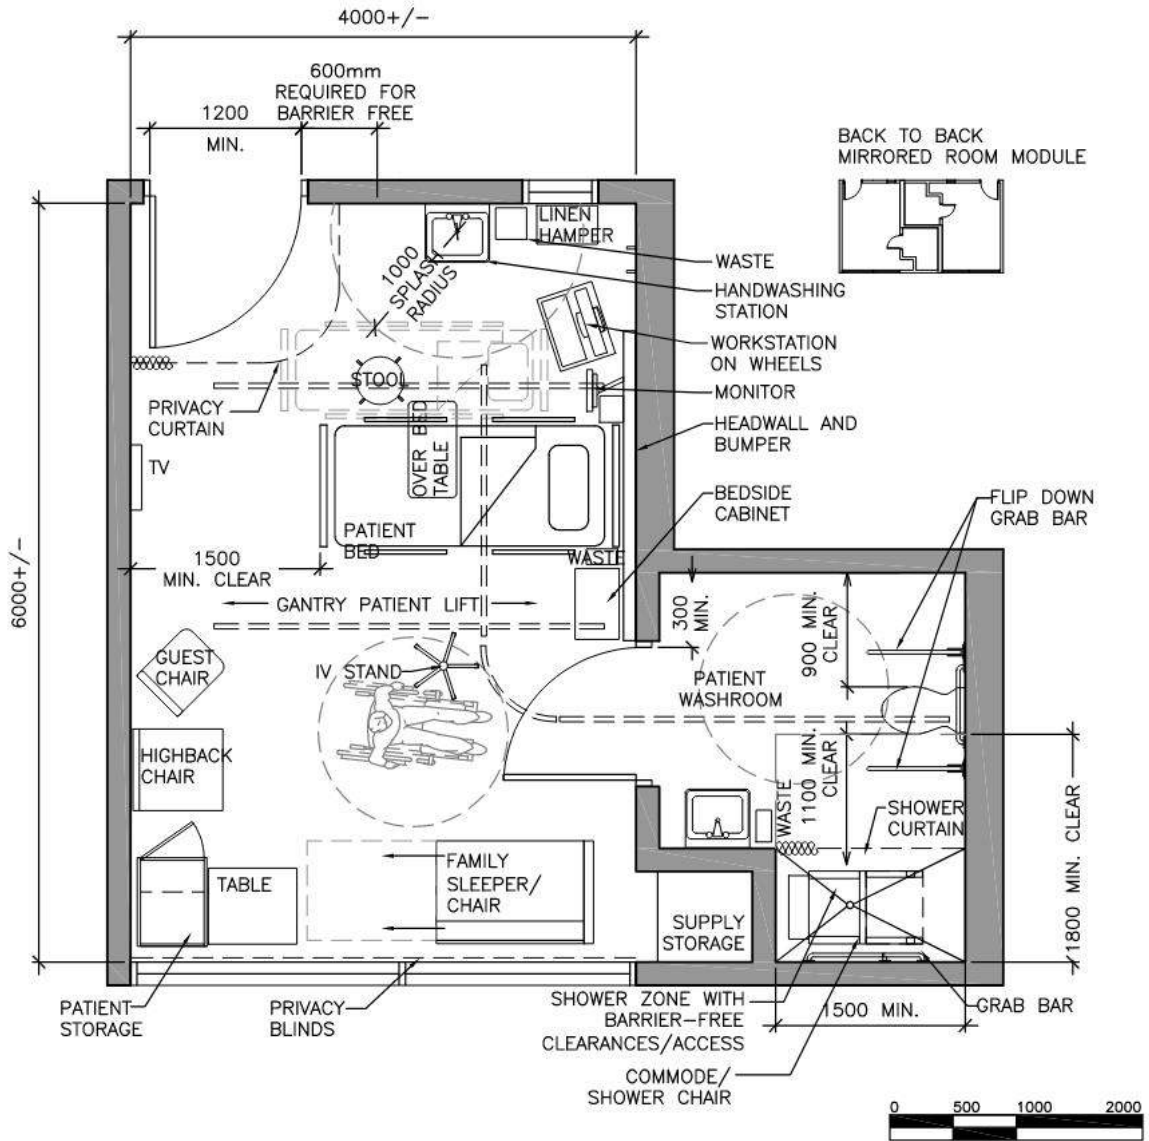 4000+/-
600mm
REQUIRED FOR
BARRIER FREE
1200
MIN.
BACK TO BACK
MIRRORED ROOM MODULE
LINEN
HAMPER
1000
SPLASH
RADIUS
WASTE
HANDWASHING
STATION
WORKSTATION
ON WHEELS
MONITOR
HEADWALL AND
BUMPER
STOOL
PRIVACY
CURTAIN
TV
OVER BED
TABLE
PATIENT
BED
BEDSIDE
CABINET
FLIP DOWN
GRAB BAR
6000+/-
1500
MIN. CLEAR
WASTE
GANTRY PATIENT LIFT
300
MIN.
900 MIN.
CLEAR
GUEST
CHAIR
IV STAND
PATIENT
WASHROOM
HIGHBACK
CHAIR
WASTE
1100 MIN.
CLEAR
SHOWER
CURTAIN
1800 MIN. CLEAR
TABLE
FAMILY
SLEEPER/
CHAIR
SUPPLY
STORAGE
PATIENT
STORAGE
PRIVACY
BLINDS
SHOWER ZONE WITH
BARRIER-FREE
CLEARANCES/ACCESS
1500 MIN.
GRAB BAR
COMMODE/
SHOWER CHAIR
0 500 1000 2000